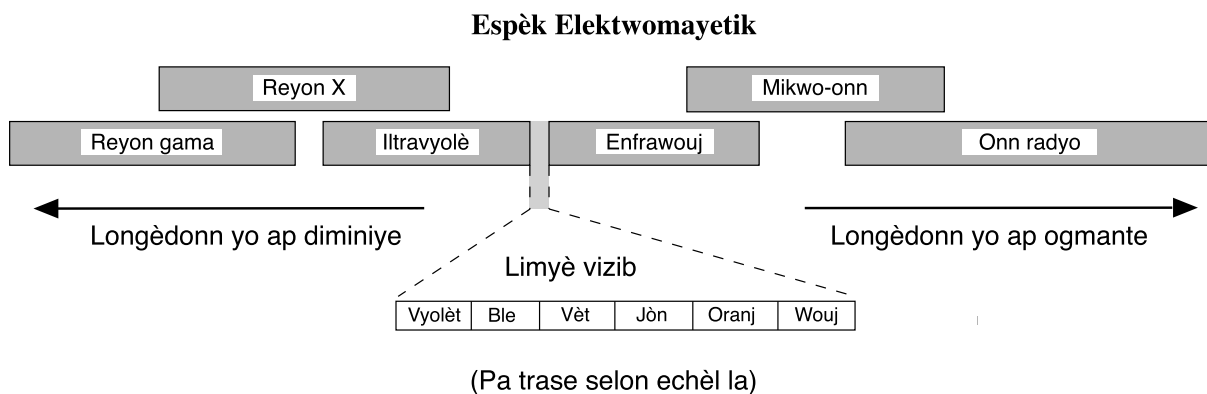 Espèk Elektwomayetik
Reyon X
Mikwo-onn
Reyon gama
Iltravyolè
Enfrawouj
Onn radyo
Longèdonn yo ap diminiye
Longèdonn yo ap ogmante
Limyè vizib
Vyolèt
Ble
Vèt
Jòn
Oranj
Wouj
(Pa trase selon echèl la)